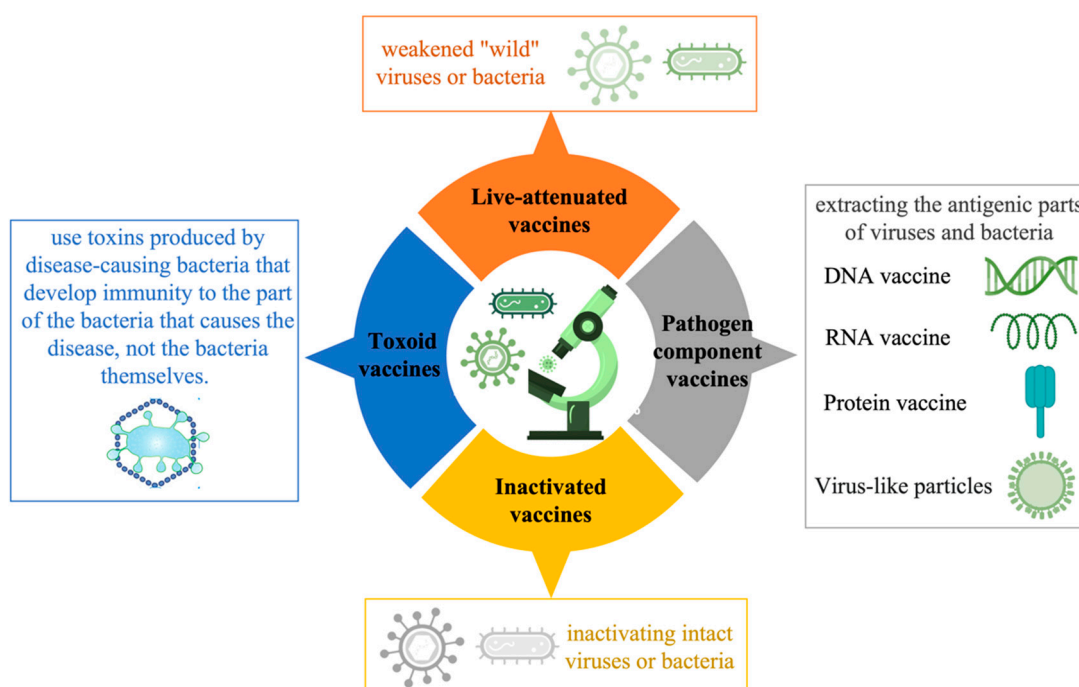 weakened "wild"
viruses or bacteria
Live-attenuated
vaccines
use toxins produced by
disease-causing bacteria that
develop immunity to the part
of the bacteria that causes the
disease, not the bacteria
themselves.
Toxoid
vaccines
Pathogen
component
vaccines
extracting the antigenic parts
of viruses and bacteria
DNA vaccine
RNA vaccine
Protein vaccine
Virus-like particles
Inactivated
vaccines
inactivating intact
viruses or bacteria